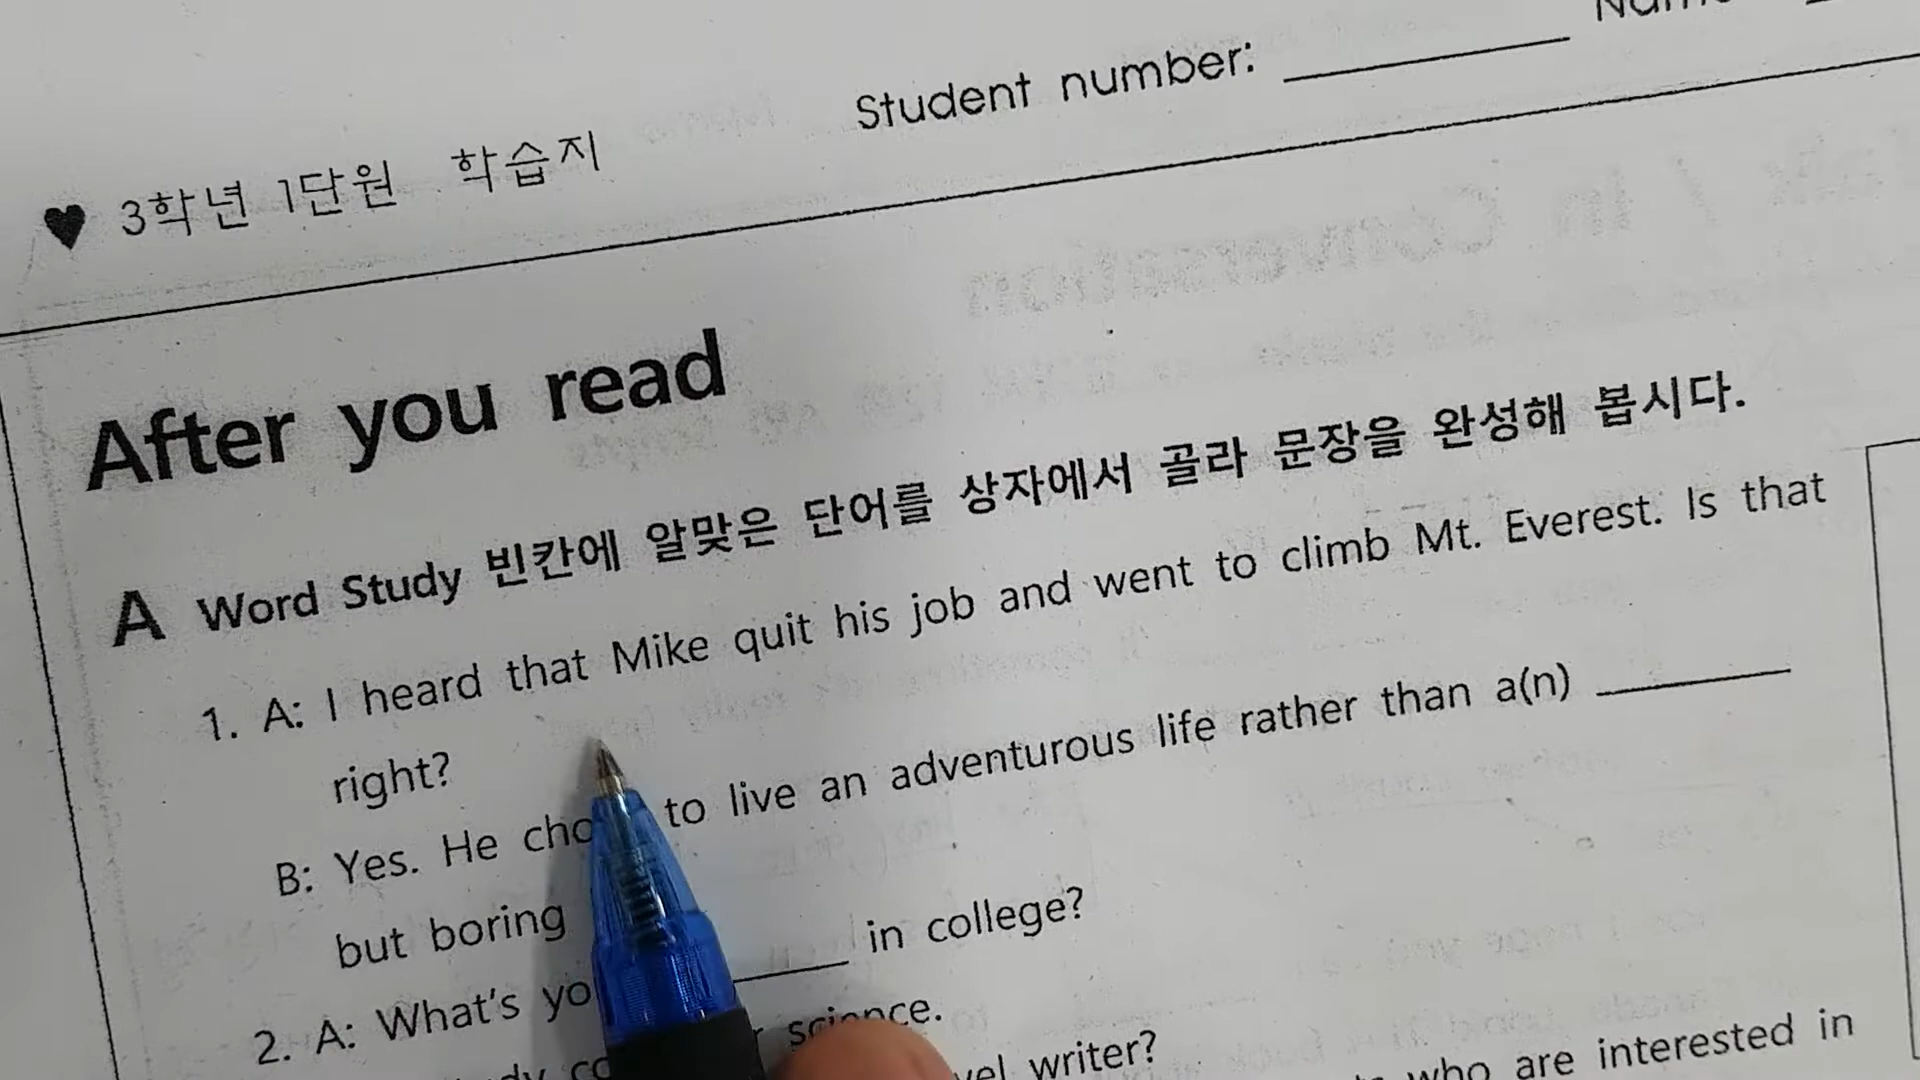 Student number:
♥ 3학년 1단원 학습지
After you read
A Word Study 빈칸에 알맞은 단어를 상자에서 골라 문장을 완성해 봅시다.
1. A: I heard that Mike quit his job and went to climb Mt. Everest. Is that
right?
B: Yes. He to live an adventurous life rather than a(n)
but boring
2. A: What's in college?
science.
writer?
who are interested in